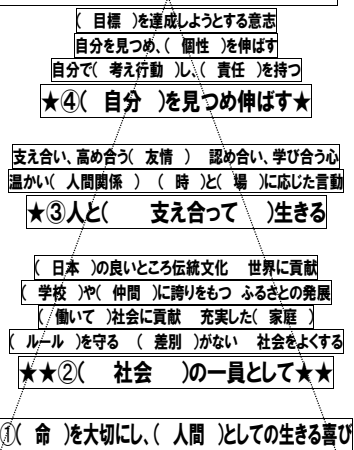 ( 目標 )を達成しようとする意志
自分を見つめ、( 個性 )を伸ばす
自分で( 考え行動 )し、( 責任 )を持つ
★④( 自分 )を見つめ伸ばす★
支え合い、高め合う( 友情 ) 認め合い、学び合う心
温かい( 人間関係 ) ( 時 )と( 場 )に応じた言動
★③人と( 支え合って )生きる
( 日本 )の良いところ伝統文化 世界に貢献
( 学校 )や( 仲間 )に誇りをもつ ふるさとの発展
( 働いて )社会に貢献 充実した( 家庭 )
( ルール )を守る ( 差別 )がない 社会をよくする
★★②( 社会 )の一員として★★
①( 命 )を大切にし、( 人間 )としての生きる喜び